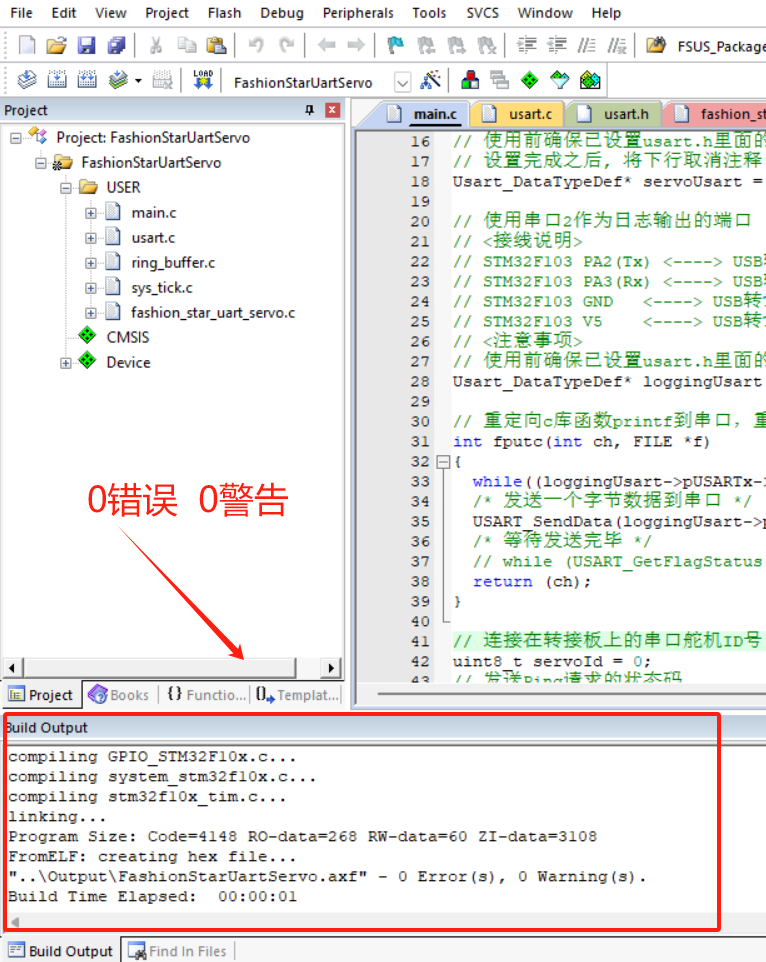 File Edit View Project Flash Debug Peripherals Tools SVCS Window Help
FSUS_Package
LOAD FashionStarUartServo
Project
main.c usart.c usart.h fashion_st
Project: FashionStarUartServo
FashionStarUartServo
USER
main.c
usart.c
ring_buffer.c
sys_tick.c
fashion_star_uart_servo.c
CMSIS
Device
0错误 0警告
16 // 使用前确保已设置usart.h里面的
17 // 设置完成之后, 将下行取消注释
18 Usart_DataTypeDef* servoUsart =
19
20 // 使用串口2作为日志输出的端口
21 // <接线说明>
22 // STM32F103 PA2(Tx) <----> USB转
23 // STM32F103 PA3(Rx) <----> USB转
24 // STM32F103 GND <----> USB转
25 // STM32F103 V5 <----> USB转
26 // <注意事项>
27 // 使用前确保已设置usart.h里面的
28 Usart_DataTypeDef* loggingUsart
29
30 // 重定向c库函数printf到串口, 重
31 int fputc(int ch, FILE *f)
32 {
33 while((loggingUsart->pUSARTx-
34 /* 发送一个字节数据到串口 */
35 USART_SendData(loggingUsart->p
36 /* 等待发送完毕 */
37 // while (USART_GetFlagStatus
38 return (ch);
39 }
40
41 // 连接在转接板上的串口舵机ID号
42 uint8_t servoId = 0;
43 // 发送Ping请求的状态码
Project Books {} Functio... Templat...
Build Output
compiling GPIO_STM32F10x.c...
compiling system_stm32f10x.c...
compiling stm32f10x_tim.c...
linking...
Program Size: Code=4148 RO-data=268 RW-data=60 ZI-data=3108
FromELF: creating hex file...
"..\Output\FashionStarUartServo.axf" - 0 Error(s), 0 Warning(s).
Build Time Elapsed: 00:00:01
Build Output Find In Files